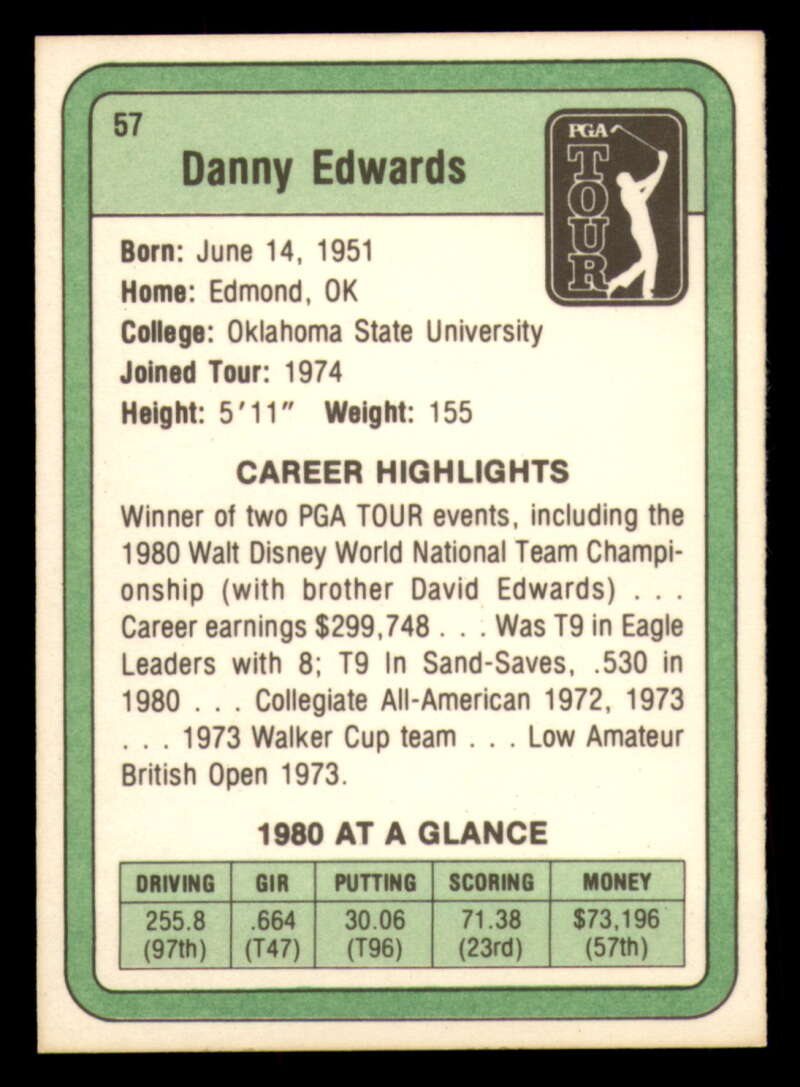 57
Danny Edwards
PGA
TOUR
Born: June 14, 1951
Home: Edmond, OK
College: Oklahoma State University
Joined Tour: 1974
Height: 5'11" Weight: 155
CAREER HIGHLIGHTS
Winner of two PGA TOUR events, including the
1980 Walt Disney World National Team Champi-
onship (with brother David Edwards) . . .
Career earnings $299,748 . . . Was T9 in Eagle
Leaders with 8; T9 In Sand-Saves, .530 in
1980 . . . Collegiate All-American 1972, 1973
. . . 1973 Walker Cup team . . . Low Amateur
British Open 1973.
1980 AT A GLANCE
DRIVING GIR PUTTING SCORING MONEY
255.8 .664 30.06 71.38 $73,196
(97th) (T47) (T96) (23rd) (57th)